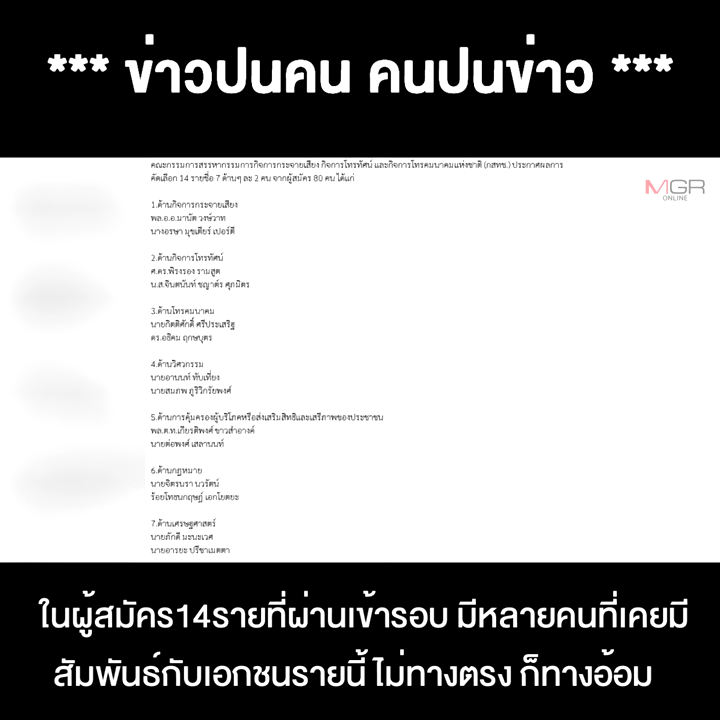 *** ข่าวปนคน คนปนข่าว ***
คณะกรรมการสรรหากรรมการกิจการกระจายเสียง กิจการโทรทัศน์ และกิจการโทรคมนาคมแห่งชาติ (กสทช.) ประกาศผลการ
คัดเลือก 14 รายชื่อ 7 ด้านๆ ละ 2 คน จากผู้สมัคร 80 คน ได้แก่
MGR
ONLINE
1.ด้านกิจการกระจายเสียง
พล.อ.อ.มานัต วงษ์วาท
นางอรษา มุขเตียร์ เปอร์ดี
2.ด้านกิจการโทรทัศน์
ศ.ดร.พิรงรอง รามสูต
น.ส.จินตนันท์ ชญาต์ร ศุภมิตร
3.ด้านโทรคมนาคม
นายกิตติศักดิ์ ศรีประเสริฐ
ดร.อธิคม ฤกษบุตร
4.ด้านวิศวกรรม
นายอานนท์ ทับเที่ยง
นายสมภพ ภูริวิกรัยพงศ์
5.ด้านการคุ้มครองผู้บริโภคหรือส่งเสริมสิทธิและเสรีภาพของประชาชน
พล.ต.ท.เกียรติพงศ์ ขาวสำอางค์
นายต่อพงศ์ เสลานนท์
6.ด้านกฎหมาย
นายจิตรนรา นวรัตน์
ร้อยโทธนกฤษฏ์ เอกโยคยะ
7.ด้านเศรษฐศาสตร์
นายภักดี มะนะเวศ
นายอารยะ ปรีชาเมตตา
ในผู้สมัคร14รายที่ผ่านเข้ารอบ มีหลายคนที่เคยมี
สัมพันธ์กับเอกชนรายนี้ ไม่ทางตรง ก็ทางอ้อม